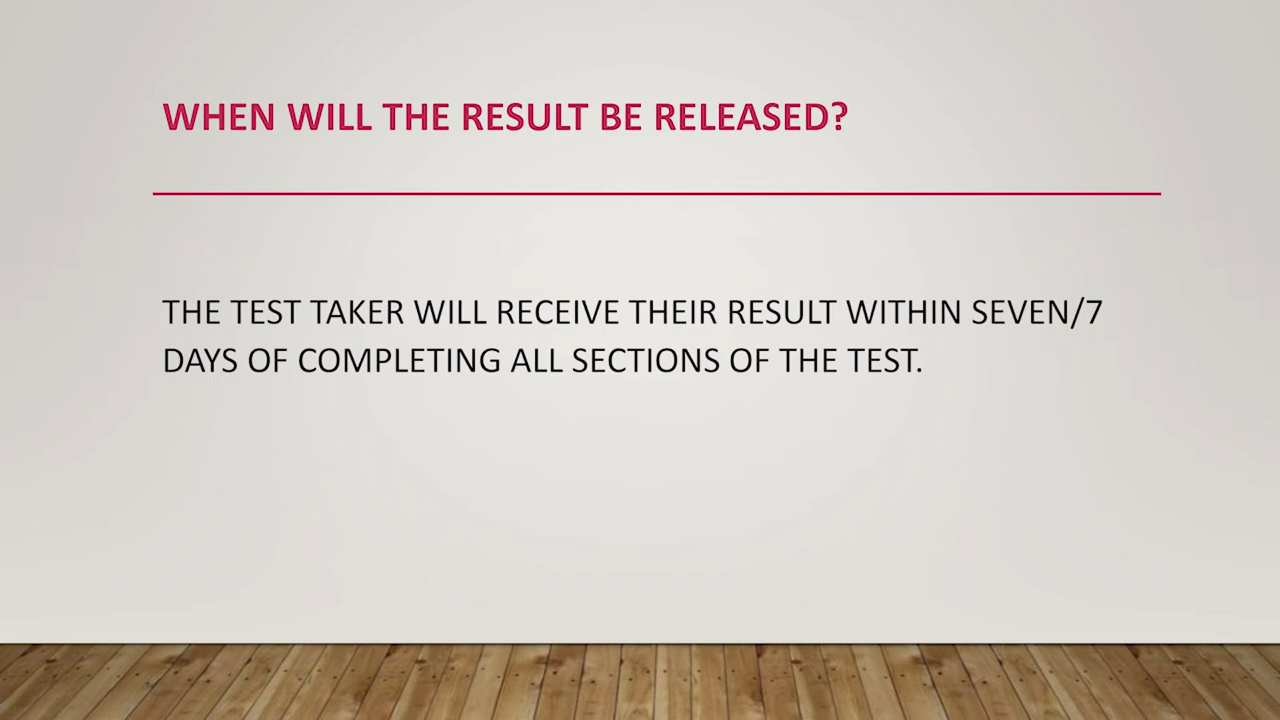 WHEN WILL THE RESULT BE RELEASED?
THE TEST TAKER WILL RECEIVE THEIR RESULT WITHIN SEVEN/7
DAYS OF COMPLETING ALL SECTIONS OF THE TEST.